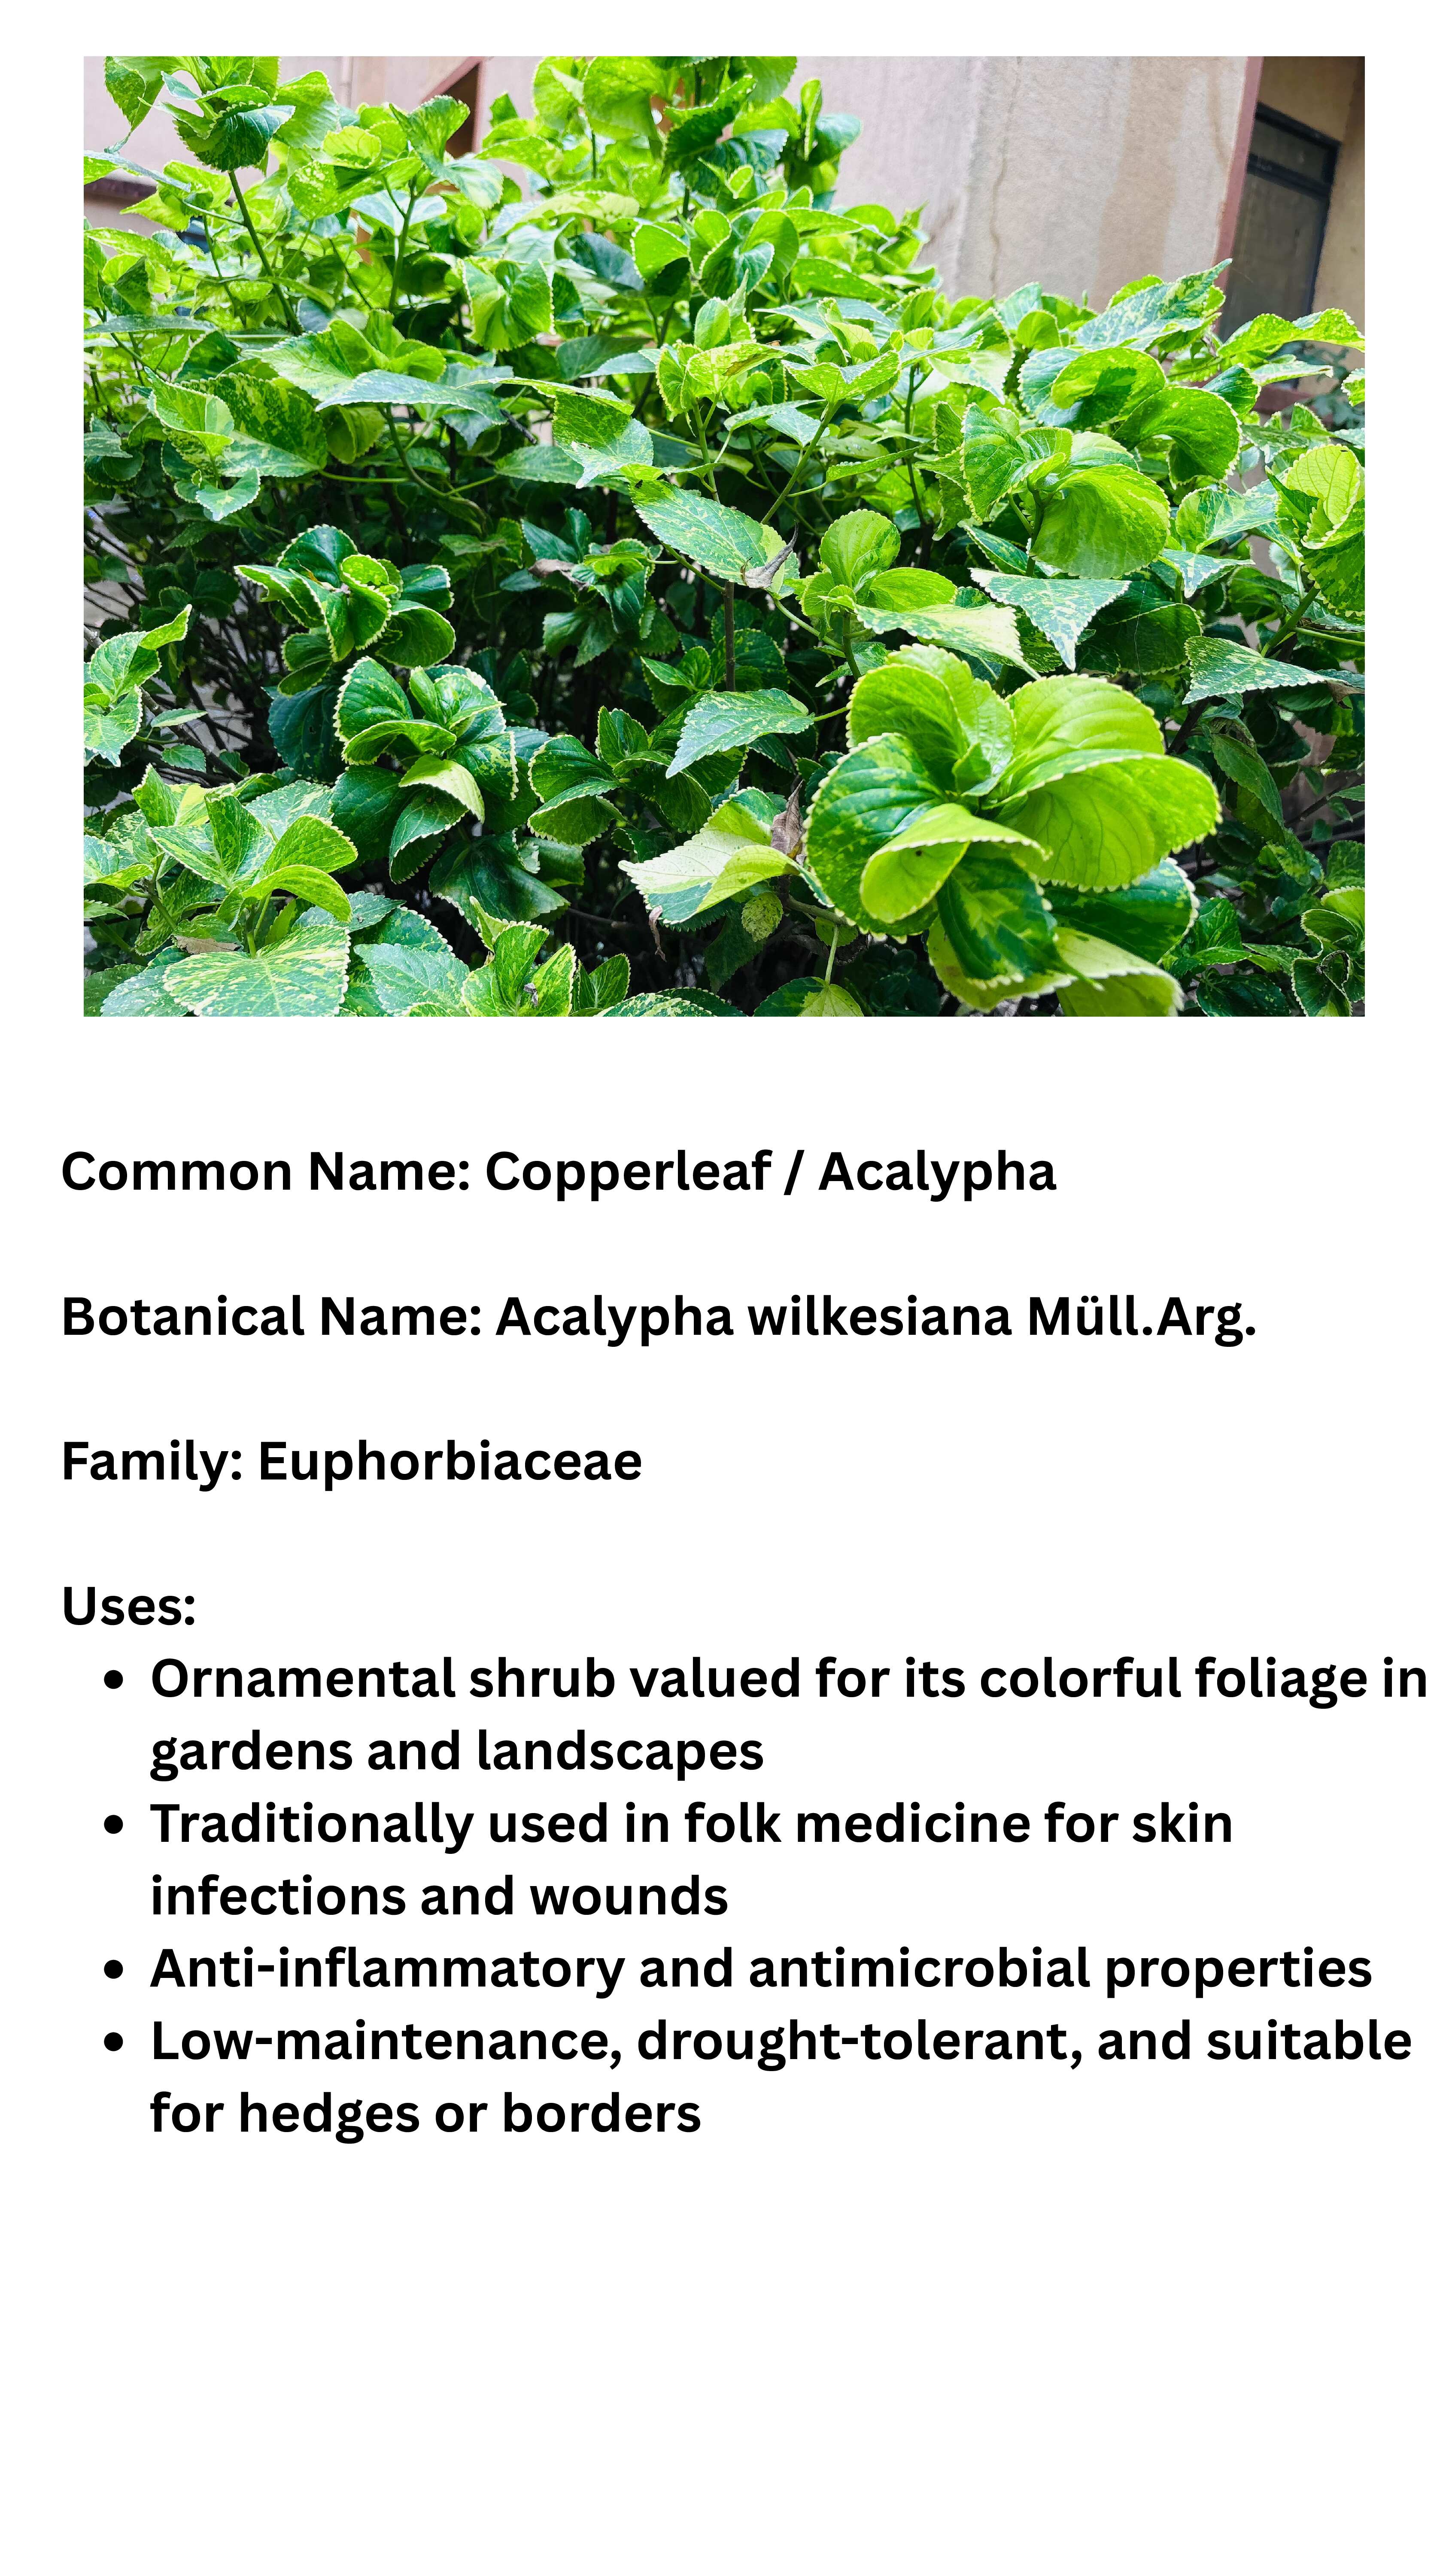 Common Name: Copperleaf / Acalypha
Botanical Name: Acalypha wilkesiana Müll.Arg.
Family: Euphorbiaceae
Uses:
• Ornamental shrub valued for its colorful foliage in
gardens and landscapes
• Traditionally used in folk medicine for skin
infections and wounds
• Anti-inflammatory and antimicrobial properties
• Low-maintenance, drought-tolerant, and suitable
for hedges or borders